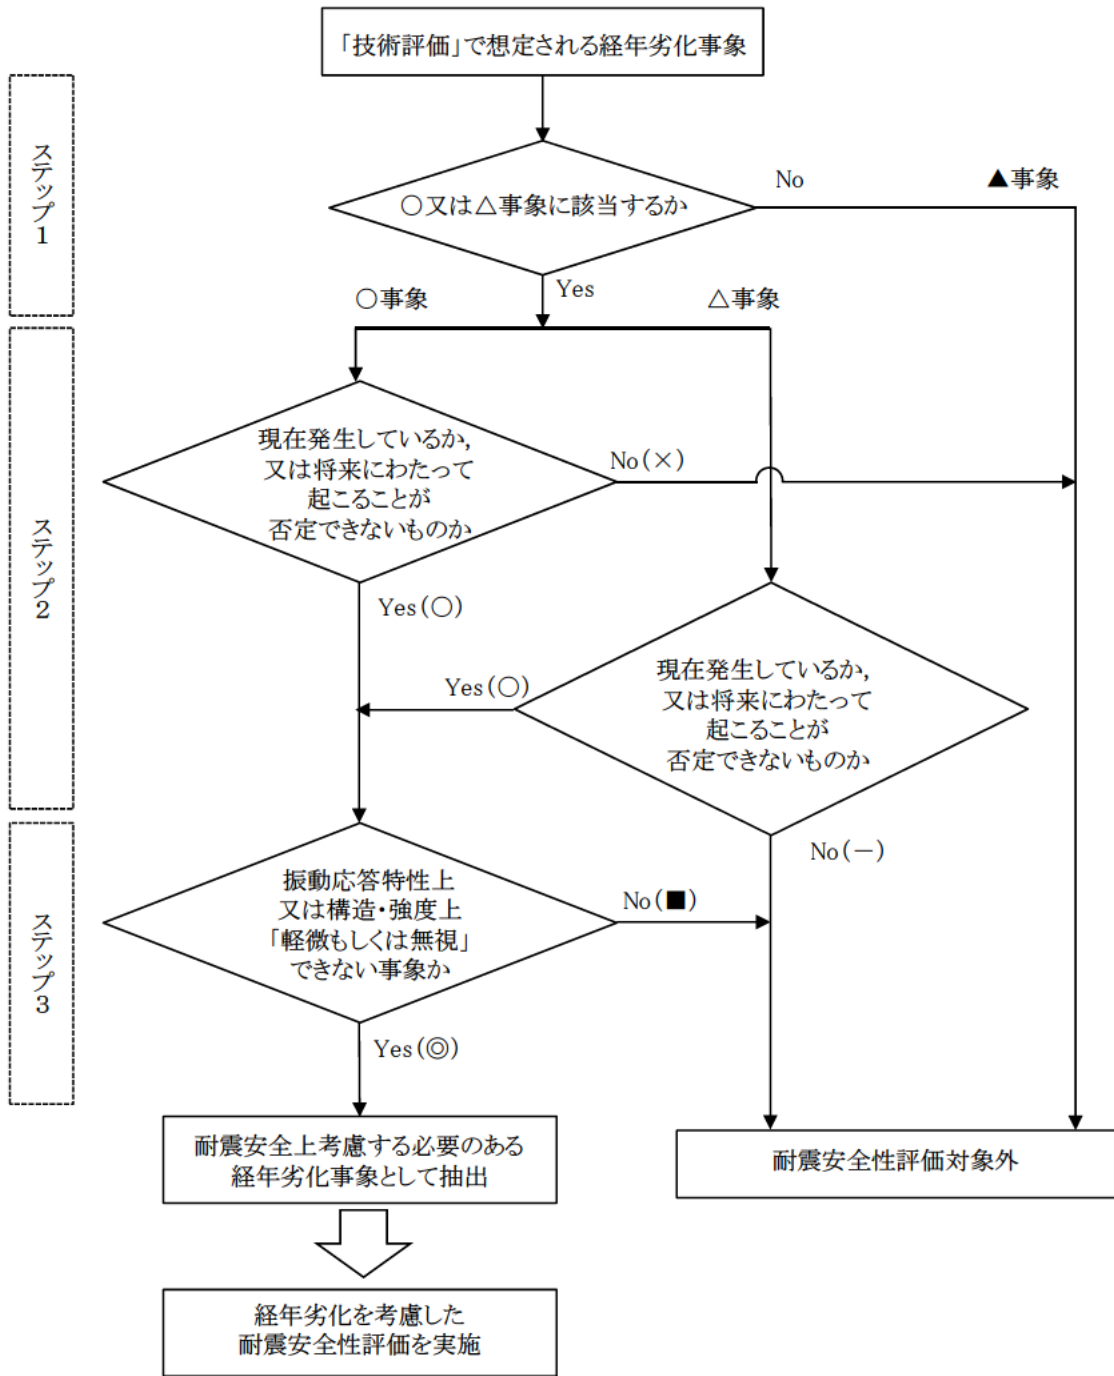 「技術評価」で想定される経年劣化事象
ステップ1
○又は△事象に該当するか
No
▲事象
Yes
○事象
△事象
ステップ2
現在発生しているか,
又は将来にわたって
起こることが
否定できないものか
No(×)
Yes(○)
現在発生しているか,
又は将来にわたって
起こることが
否定できないものか
Yes(○)
No(－)
ステップ3
振動応答特性上
又は構造・強度上
「軽微もしくは無視」
できない事象か
No(■)
Yes(◎)
耐震安全上考慮する必要のある
経年劣化事象として抽出
耐震安全性評価対象外
経年劣化を考慮した
耐震安全性評価を実施